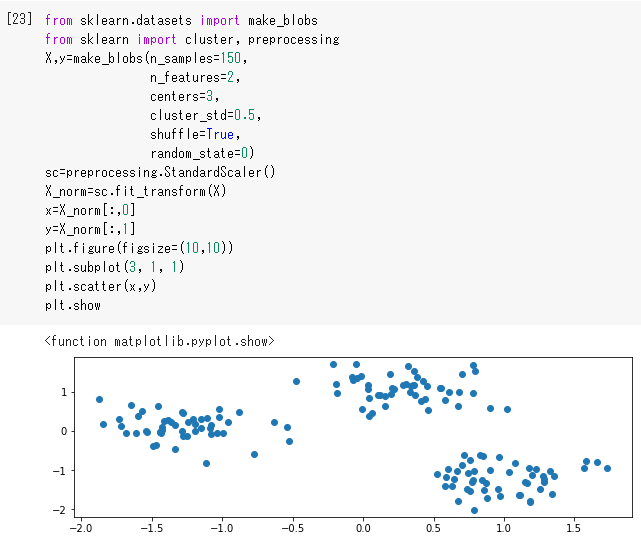 [23] from sklearn.datasets import make_blobs
from sklearn import cluster, preprocessing
X,y=make_blobs(n_samples=150,
n_features=2,
centers=3,
cluster_std=0.5,
shuffle=True,
random_state=0)
sc=preprocessing.StandardScaler()
X_norm=sc.fit_transform(X)
x=X_norm[:,0]
y=X_norm[:,1]
plt.figure(figsize=(10,10))
plt.subplot(3, 1, 1)
plt.scatter(x,y)
plt.show
<function matplotlib.pyplot.show>
1
0
−1
−2
−2.0 −1.5 −1.0 −0.5 0.0 0.5 1.0 1.5